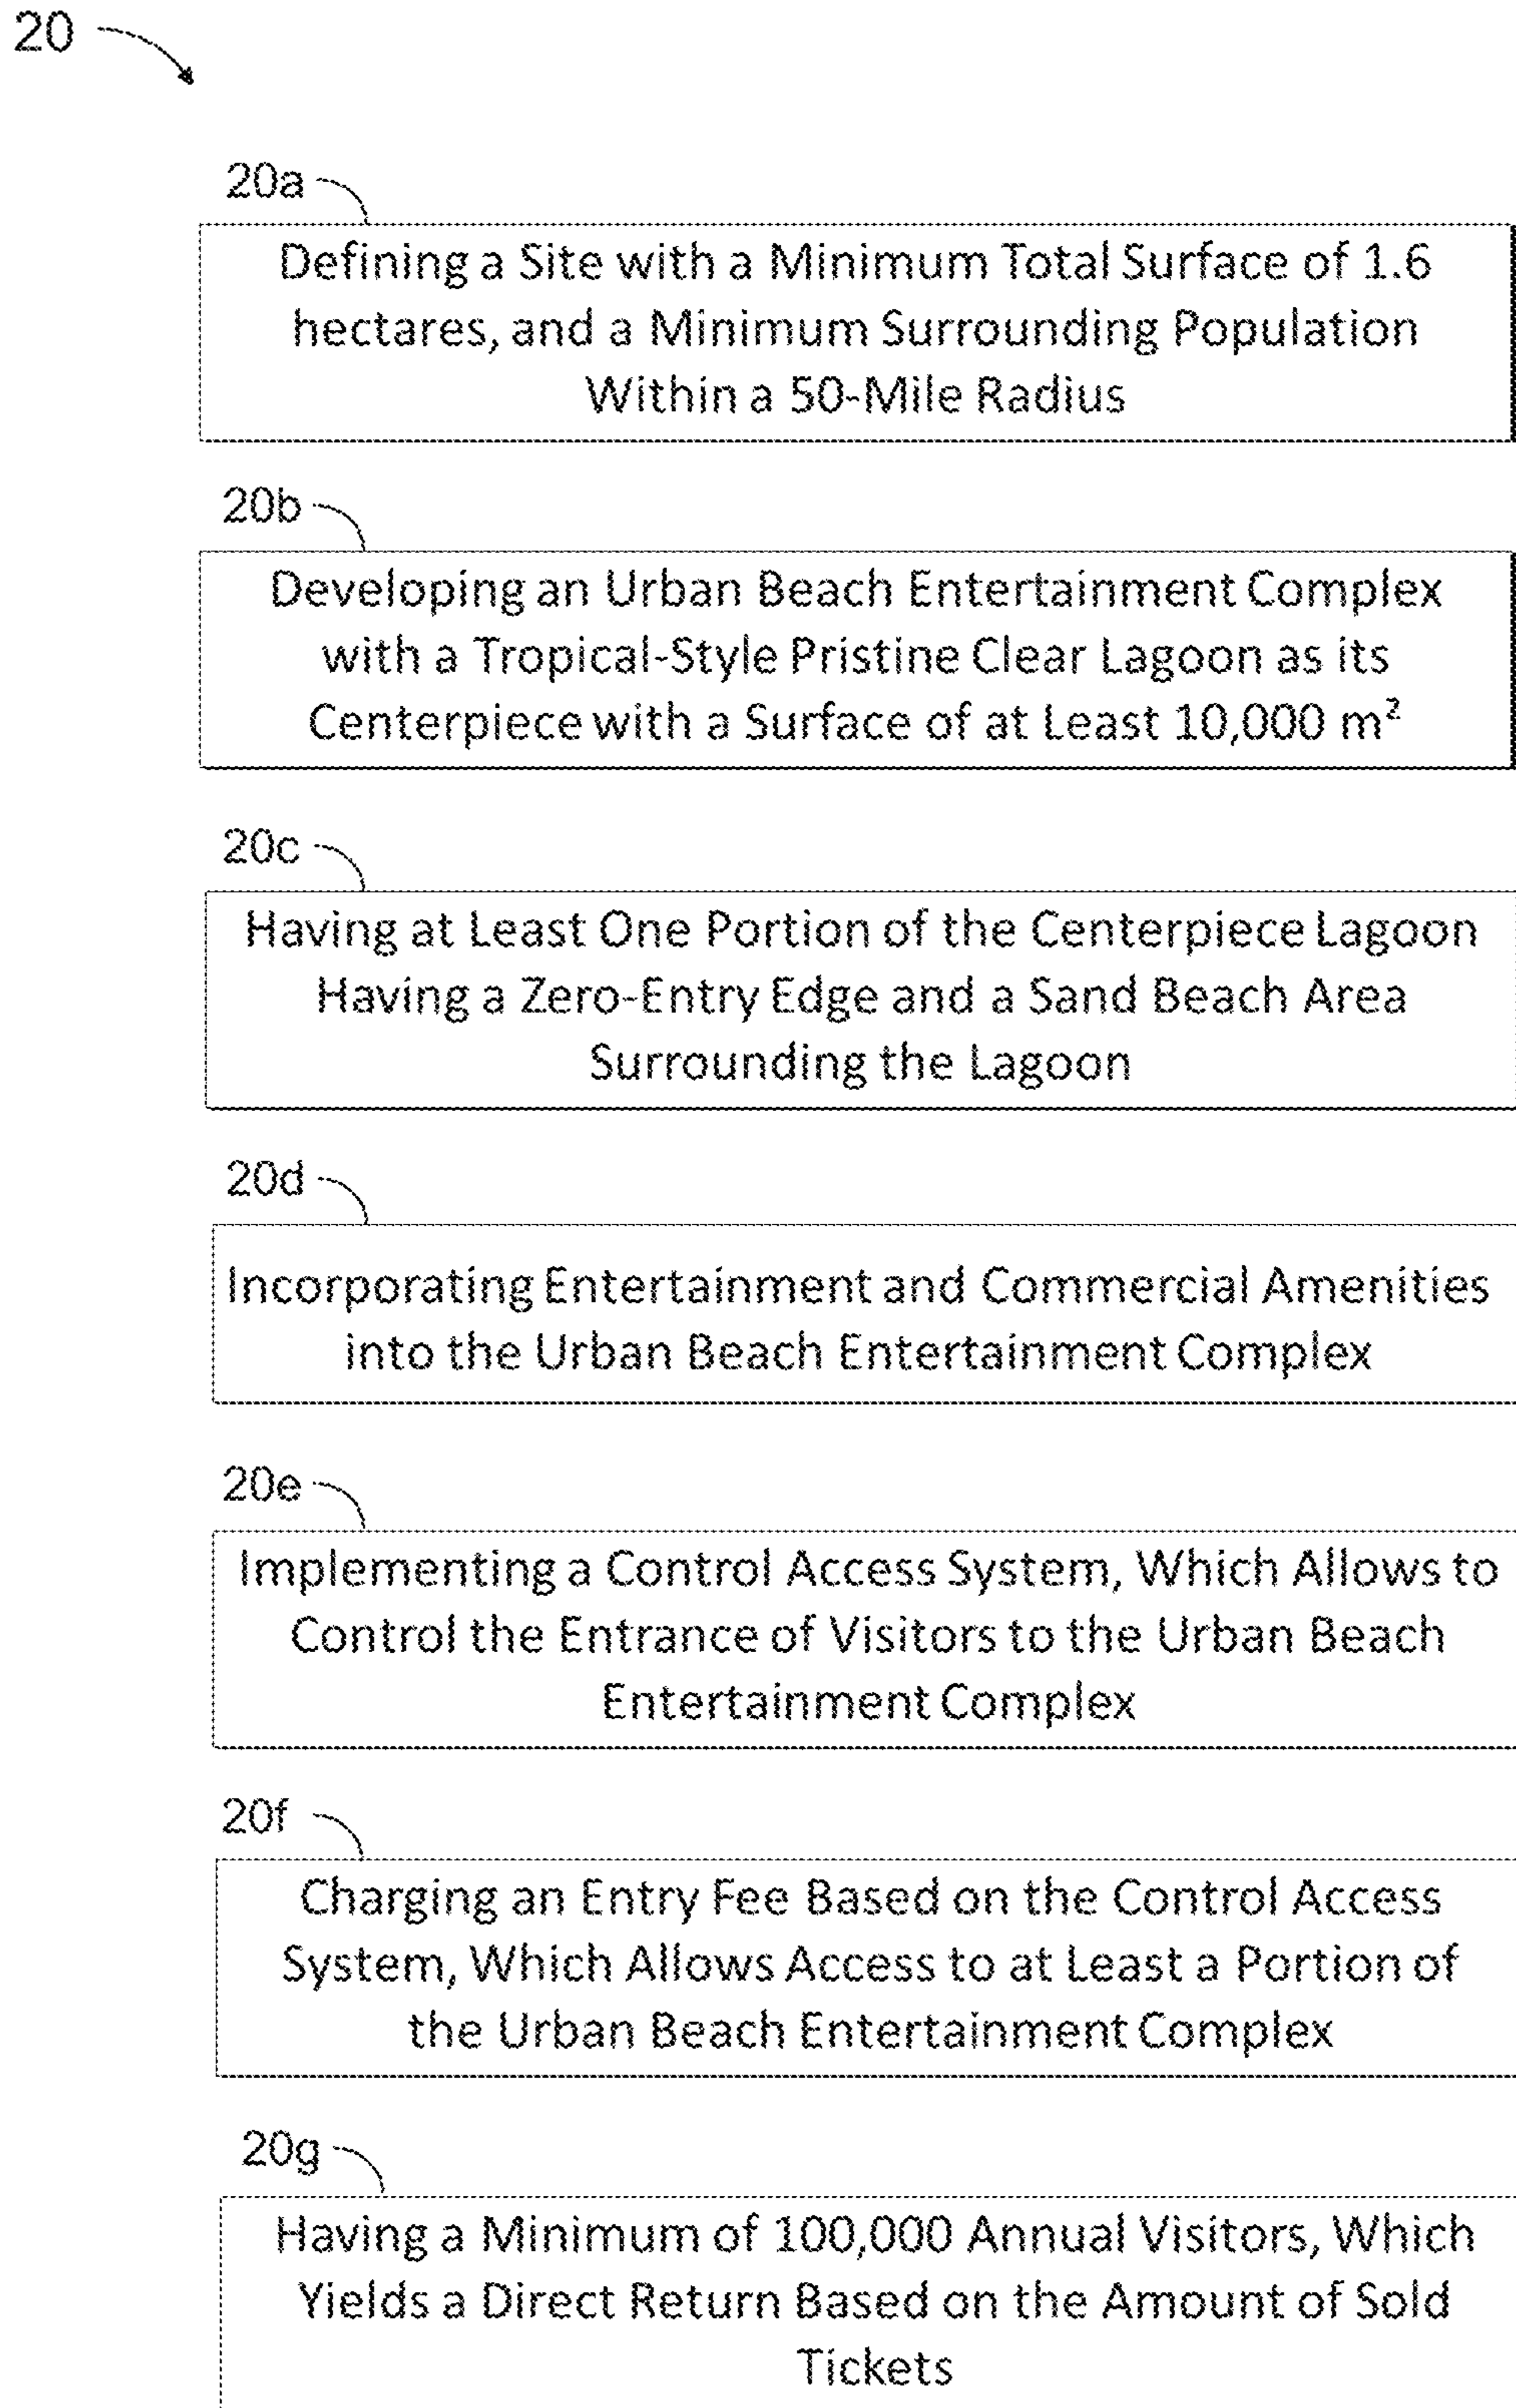 20
20a
Defining a Site with a Minimum Total Surface of 1.6
hectares, and a Minimum Surrounding Population
Within a 50-Mile Radius
20b
Developing an Urban Beach Entertainment Complex
with a Tropical-Style Pristine Clear Lagoon as its
Centerpiece with a Surface of at Least 10,000 m²
20c
Having at Least One Portion of the Centerpiece Lagoon
Having a Zero-Entry Edge and a Sand Beach Area
Surrounding the Lagoon
20d
Incorporating Entertainment and Commercial Amenities
into the Urban Beach Entertainment Complex
20e
Implementing a Control Access System, Which Allows to
Control the Entrance of Visitors to the Urban Beach
Entertainment Complex
20f
Charging an Entry Fee Based on the Control Access
System, Which Allows Access to at Least a Portion of
the Urban Beach Entertainment Complex
20g
Having a Minimum of 100,000 Annual Visitors, Which
Yields a Direct Return Based on the Amount of Sold
Tickets